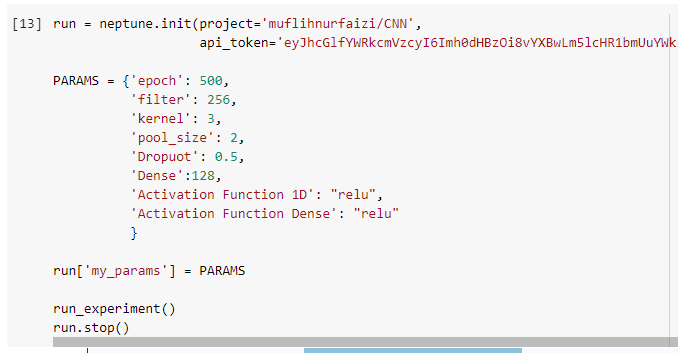 [13] run = neptune.init(project='muflihnurfaizi/CNN',
api_token='eyJhcGlfYWRkcmVzcyI6Imh0dHBzOi8vYXBwLm5lcHR1bmUuYWk
PARAMS = {'epoch': 500,
'filter': 256,
'kernel': 3,
'pool_size': 2,
'Dropuot': 0.5,
'Dense':128,
'Activation Function 1D': "relu",
'Activation Function Dense': "relu"
}
run['my_params'] = PARAMS
run_experiment()
run.stop()